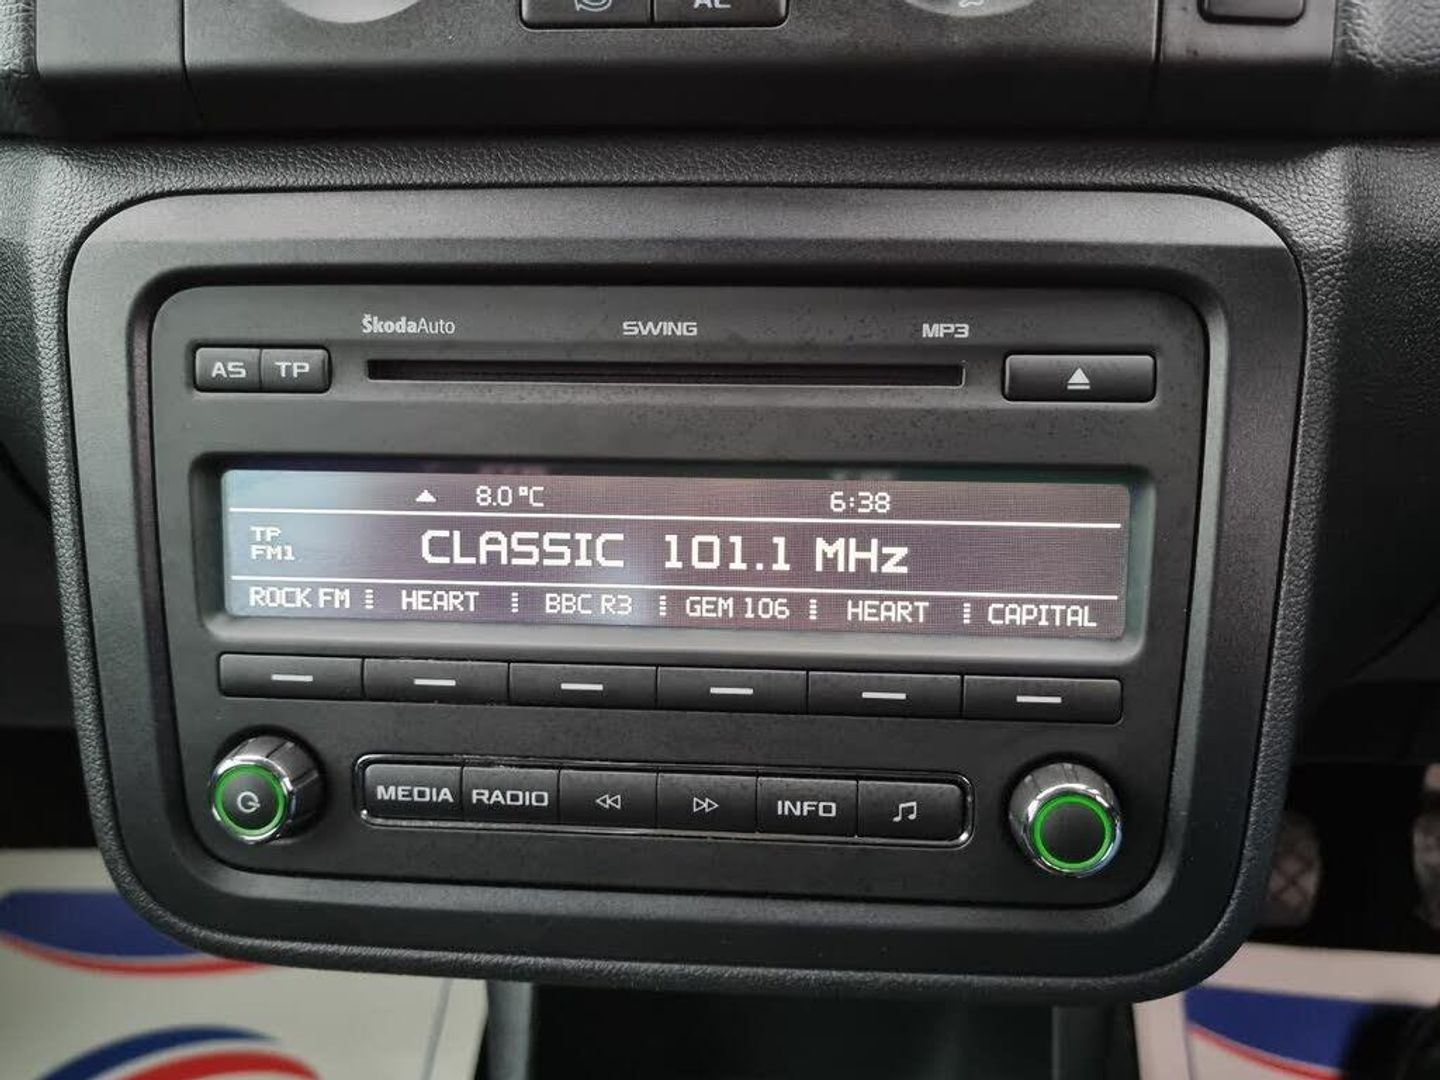 AC
ŠkodaAuto SWING MP3
AS TP
8.0 °C 6:38
TP
FM1
CLASSIC 101.1 MHz
ROCK FM HEART BBC R3 GEM 106 HEART CAPITAL
MEDIA RADIO INFO